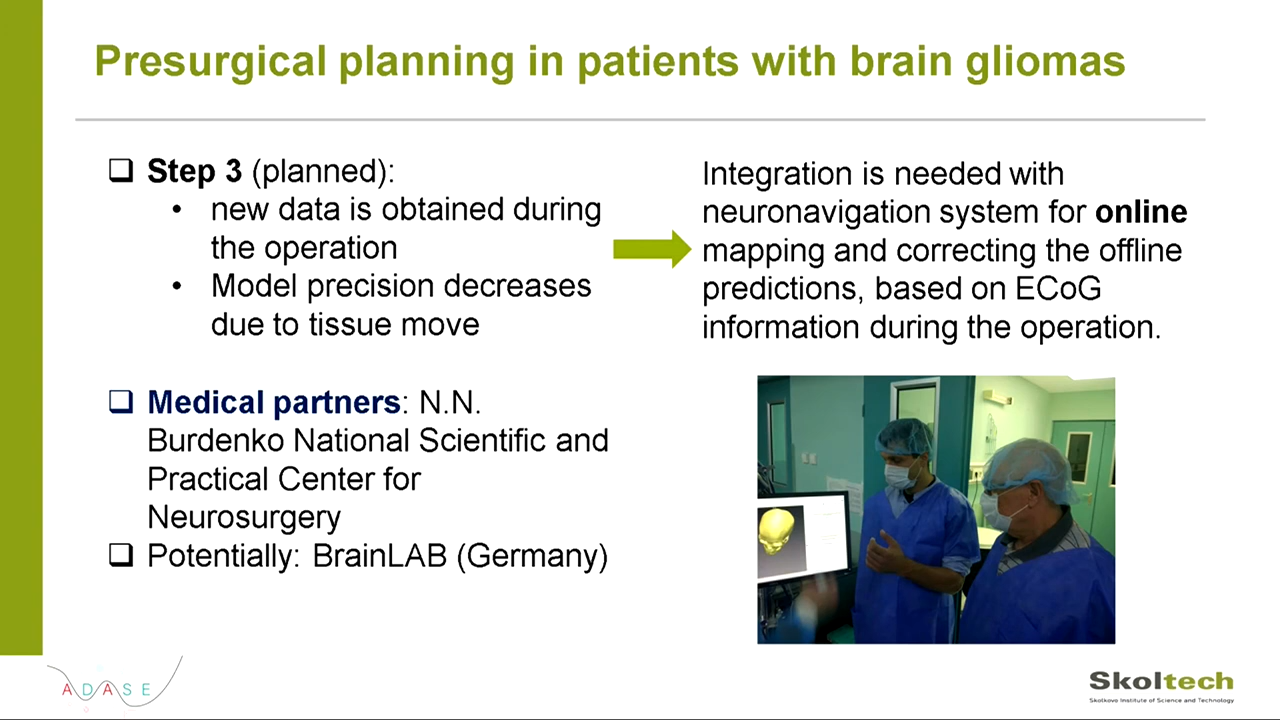 Presurgical planning in patients with brain gliomas
❑ Step 3 (planned):
• new data is obtained during
the operation
• Model precision decreases
due to tissue move
Integration is needed with
neuronavigation system for online
mapping and correcting the offline
predictions, based on ECoG
information during the operation.
❑ Medical partners: N.N.
Burdenko National Scientific and
Practical Center for
Neurosurgery
❑ Potentially: BrainLAB (Germany)
ADASE
Skoltech
Skolkovo Institute of Science and Technology